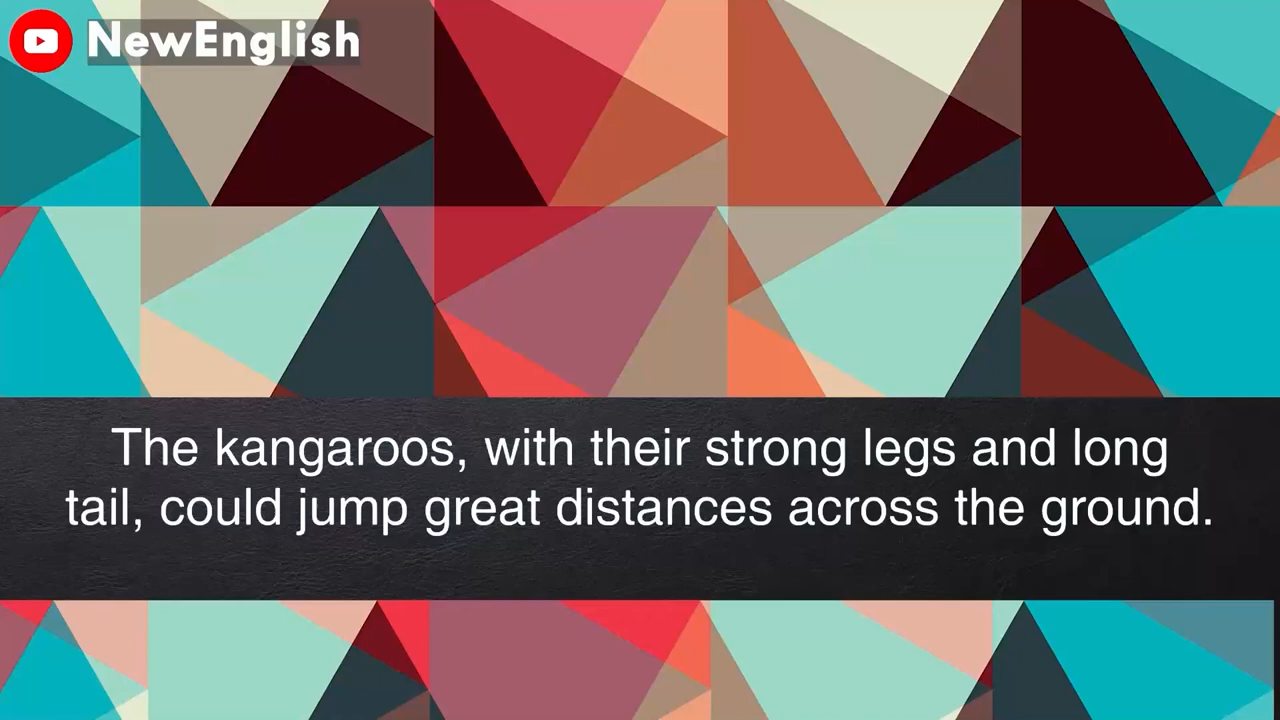 NewEnglish
The kangaroos, with their strong legs and long
tail, could jump great distances across the ground.